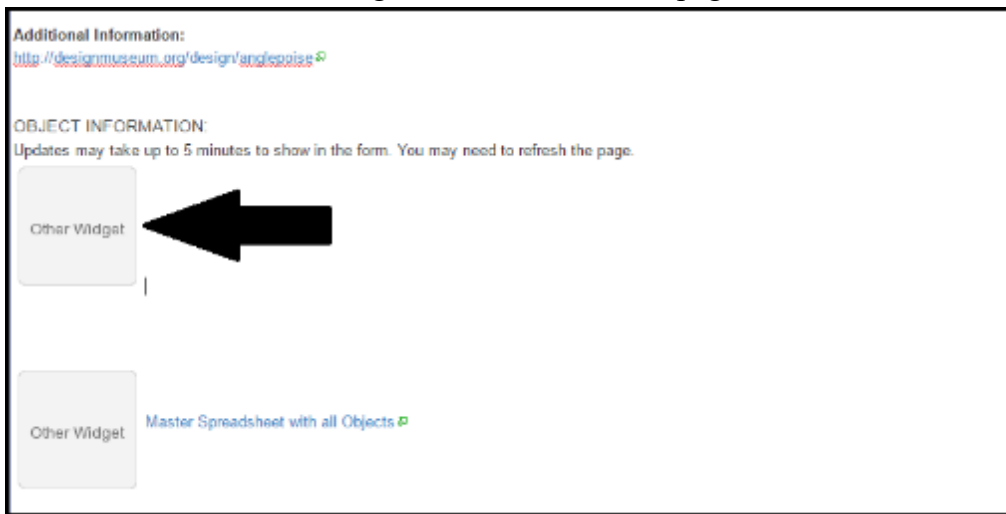 Additional Information:
http://designmuseum.org/design/anglepoise
OBJECT INFORMATION:
Updates may take up to 5 minutes to show in the form. You may need to refresh the page.
Other Widget
Other Widget
Master Spreadsheet with all Objects